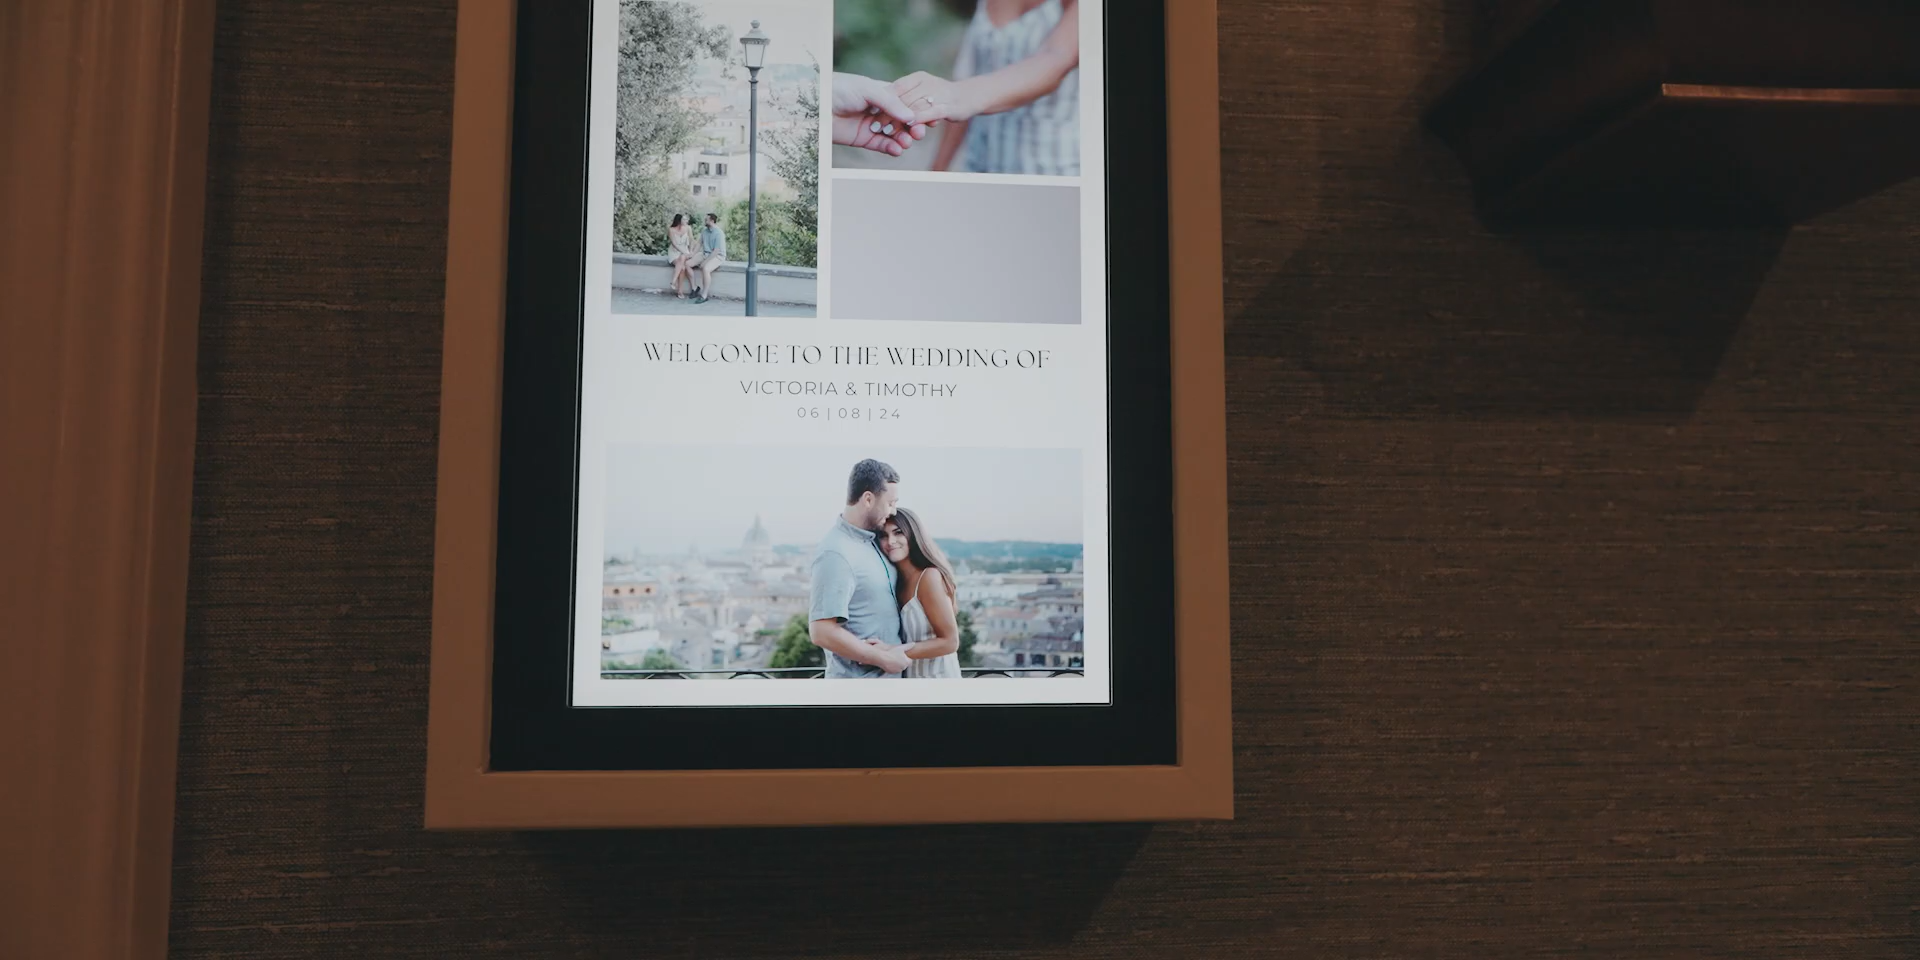 WELCOME TO THE WEDDING OF
VICTORIA & TIMOTHY
06 | 08 | 24